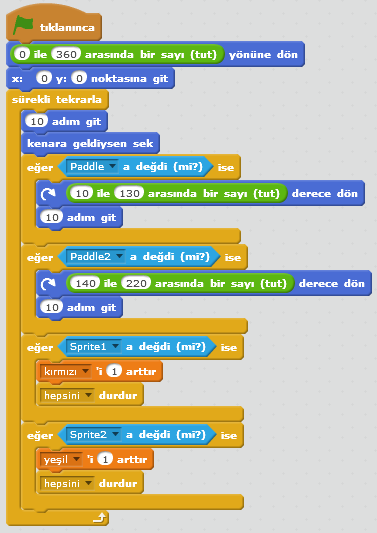 tıklanınca
0 ile 360 arasında bir sayı (tut) yönüne dön
x: 0 y: 0 noktasına git
sürekli tekrarla
10 adım git
kenara geldiysen sek
eğer Paddle a değdi (mi?) ise
10 ile 130 arasında bir sayı (tut) derece dön
10 adım git
eğer Paddle2 a değdi (mi?) ise
140 ile 220 arasında bir sayı (tut) derece dön
10 adım git
eğer Sprite1 a değdi (mi?) ise
kırmızı 'i 1 arttır
hepsini durdur
eğer Sprite2 a değdi (mi?) ise
yeşil 'i 1 arttır
hepsini durdur